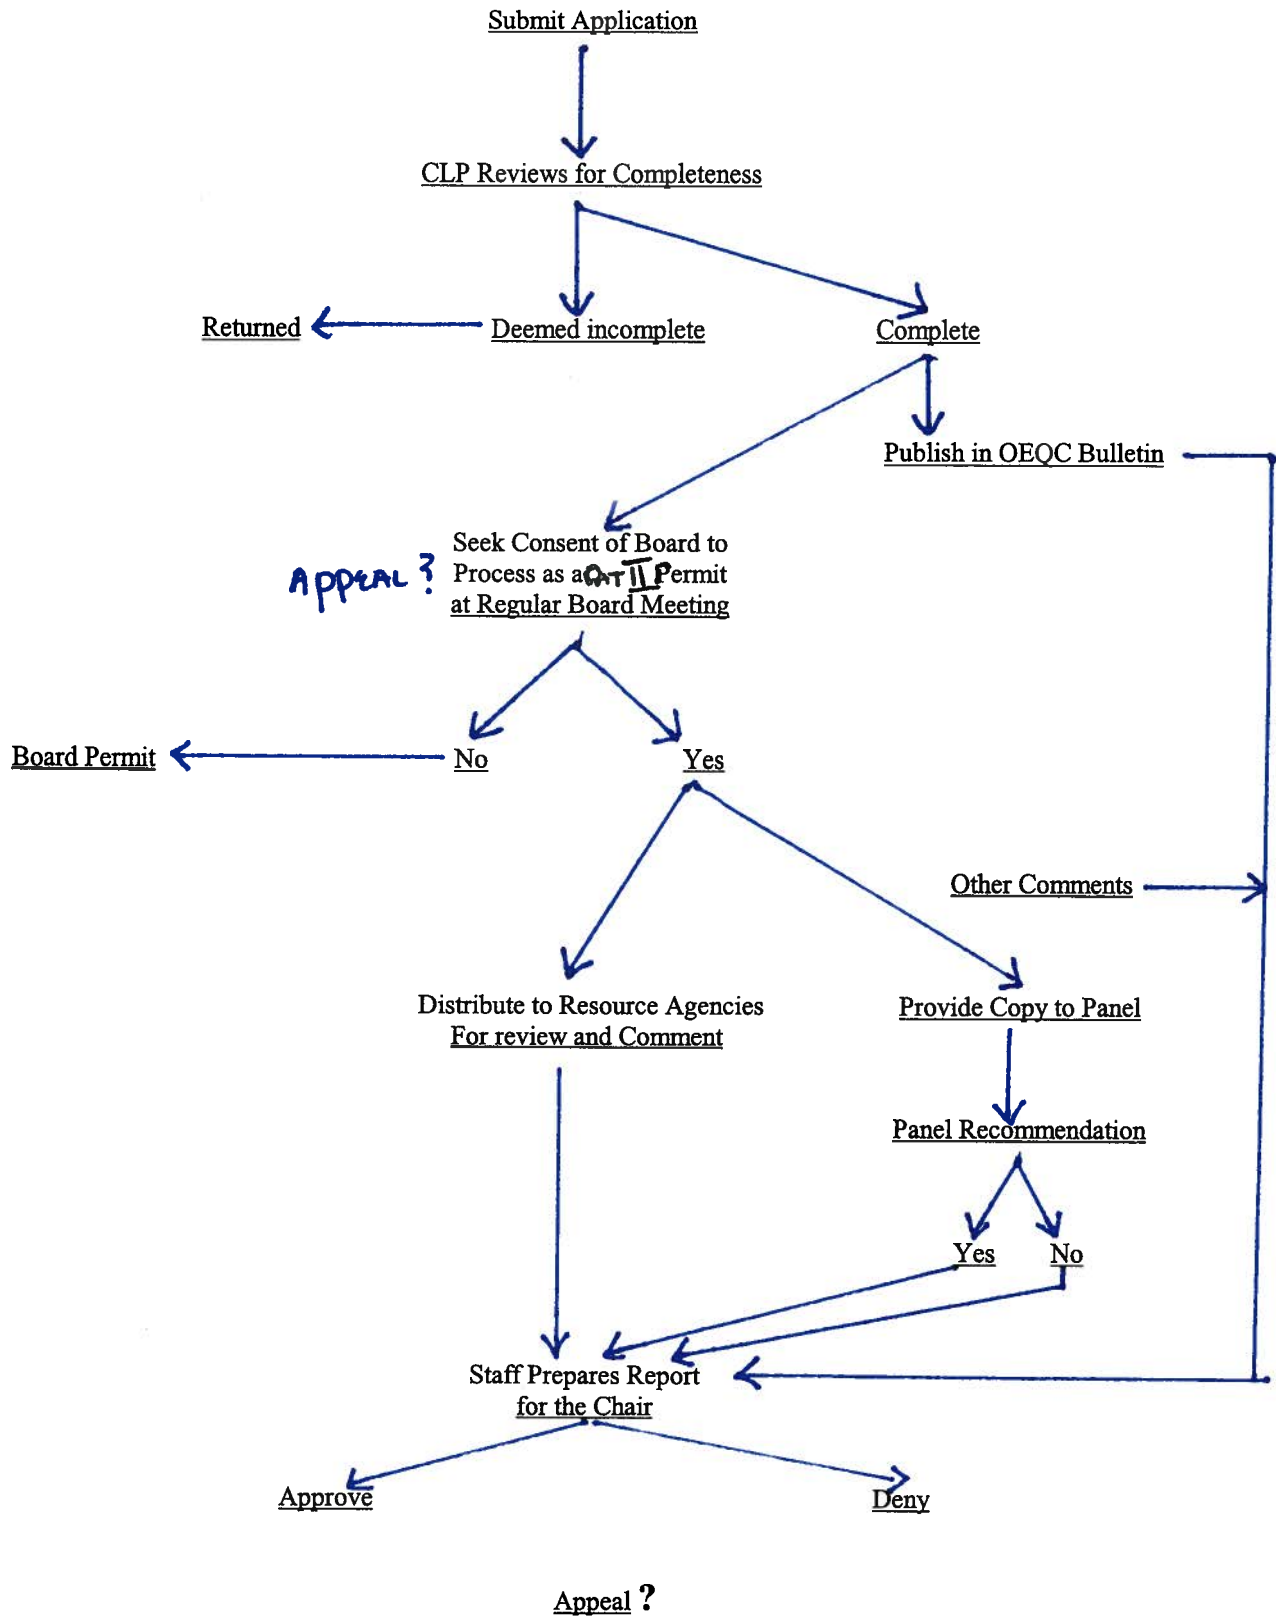 Submit Application
CLP Reviews for Completeness
Returned
Deemed incomplete
Complete
Publish in OEQC Bulletin
Seek Consent of Board to
APPEAL?
Process as a CAT II Permit
at Regular Board Meeting
Board Permit
No
Yes
Other Comments
Distribute to Resource Agencies
For review and Comment
Provide Copy to Panel
Panel Recommendation
Yes
No
Staff Prepares Report
for the Chair
Approve
Deny
Appeal ?